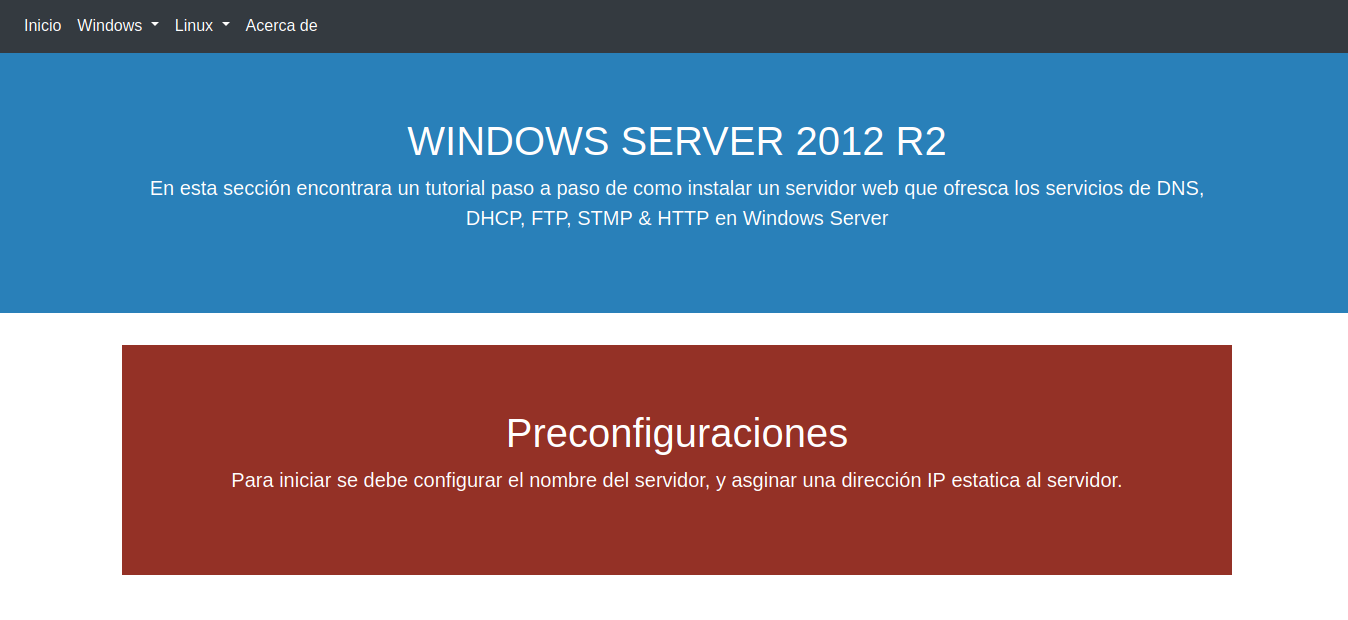 Inicio Windows Linux Acerca de
WINDOWS SERVER 2012 R2
En esta sección encontrara un tutorial paso a paso de como instalar un servidor web que ofresca los servicios de DNS,
DHCP, FTP, STMP & HTTP en Windows Server
Preconfiguraciones
Para iniciar se debe configurar el nombre del servidor, y asginar una dirección IP estatica al servidor.